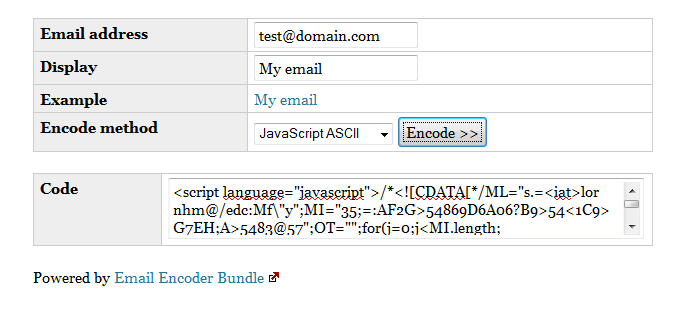 Email address test@domain.com
Display My email
Example My email
Encode method JavaScript ASCII Encode >>
Code <script language="javascript">/*<![CDATA[*/ML="s.=<iat>lor
nhm@/edc:Mf\"y";MI="35;=:AF2G>54869D6A06?B9>54<1C9>
G7EH;A>5483@57";OT="";for(j=0;j<MI.length;
Powered by Email Encoder Bundle